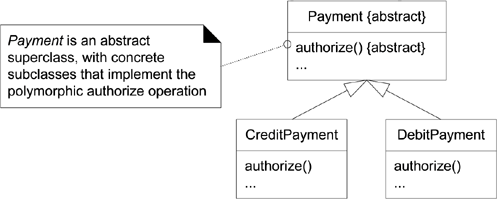 Payment is an abstract
superclass, with concrete
subclasses that implement the
polymorphic authorize operation
Payment {abstract}
authorize() {abstract}
...
CreditPayment
authorize()
...
DebitPayment
authorize()
...